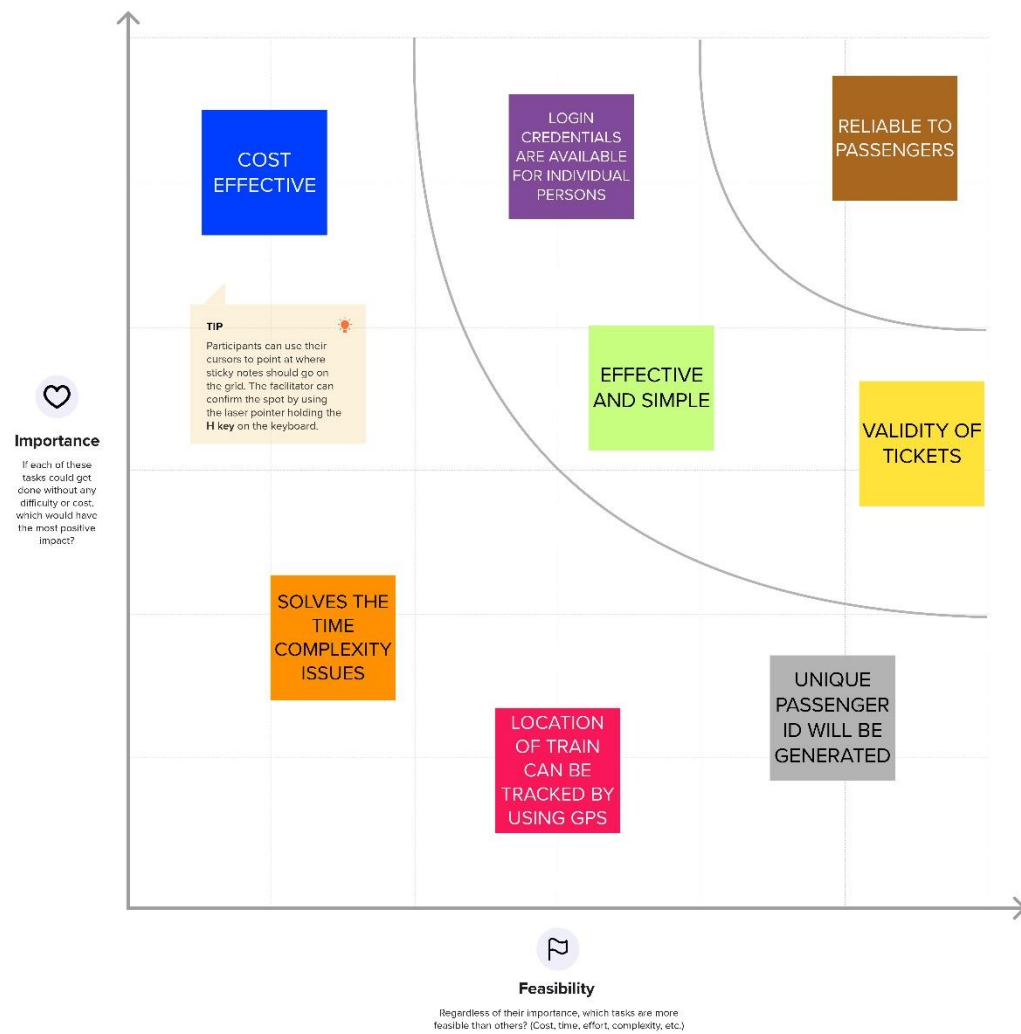 COST
EFFECTIVE
LOGIN
CREDENTIALS
ARE AVAILABLE
FOR INDIVIDUAL
PERSONS
RELIABLE TO
PASSENGERS
TIP
Participants can use their
cursors to point at where
sticky notes should go on
the grid. The facilitator can
confirm the spot by using
the laser pointer holding the
H key on the keyboard.
EFFECTIVE
AND SIMPLE
VALIDITY OF
TICKETS
Importance
If each of these
tasks could get
done without any
difficulty or cost,
which would have
the most positive
impact?
SOLVES THE
TIME
COMPLEXITY
ISSUES
LOCATION
OF TRAIN
CAN BE
TRACKED BY
USING GPS
UNIQUE
PASSENGER
ID WILL BE
GENERATED
Feasibility
Regardless of their importance, which tasks are more
feasible than others? (Cost, time, effort, complexity, etc.)